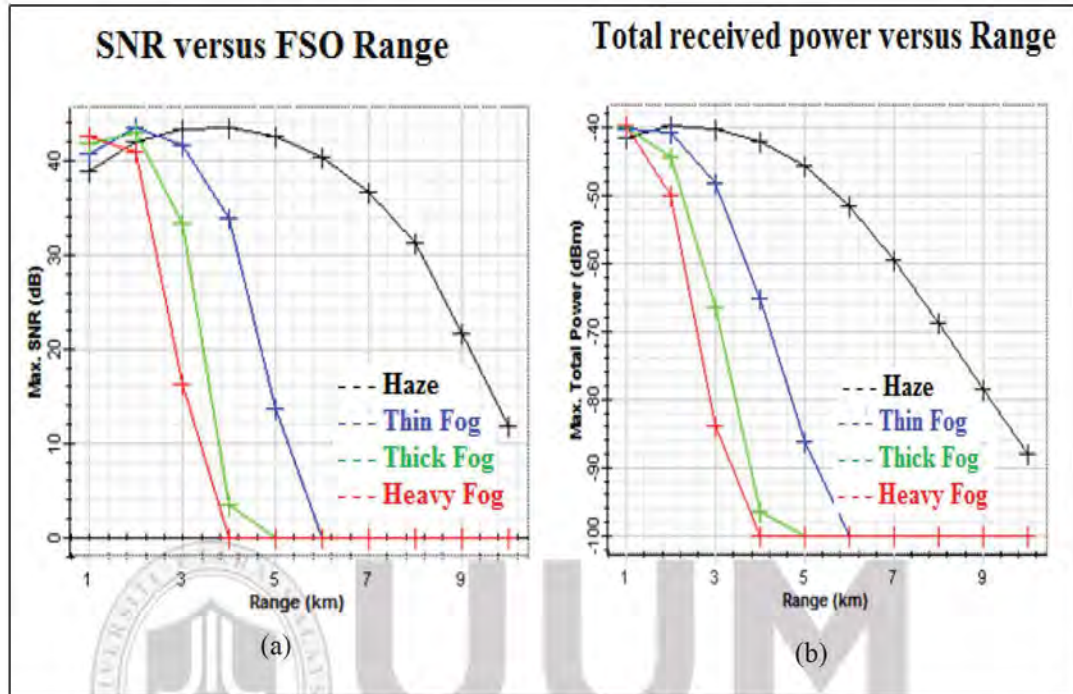 SNR versus FSO Range
Total received power versus Range
Max. SNR (dB)
40
30
20
10
0
1
3
5
7
9
Range (km)
Haze
Thin Fog
Thick Fog
Heavy Fog
(a)
Max. Total Power (dBm)
-40
-50
-60
-70
-80
-90
-100
1
3
5
7
9
Range (km)
Haze
Thin Fog
Thick Fog
Heavy Fog
(b)
UUM